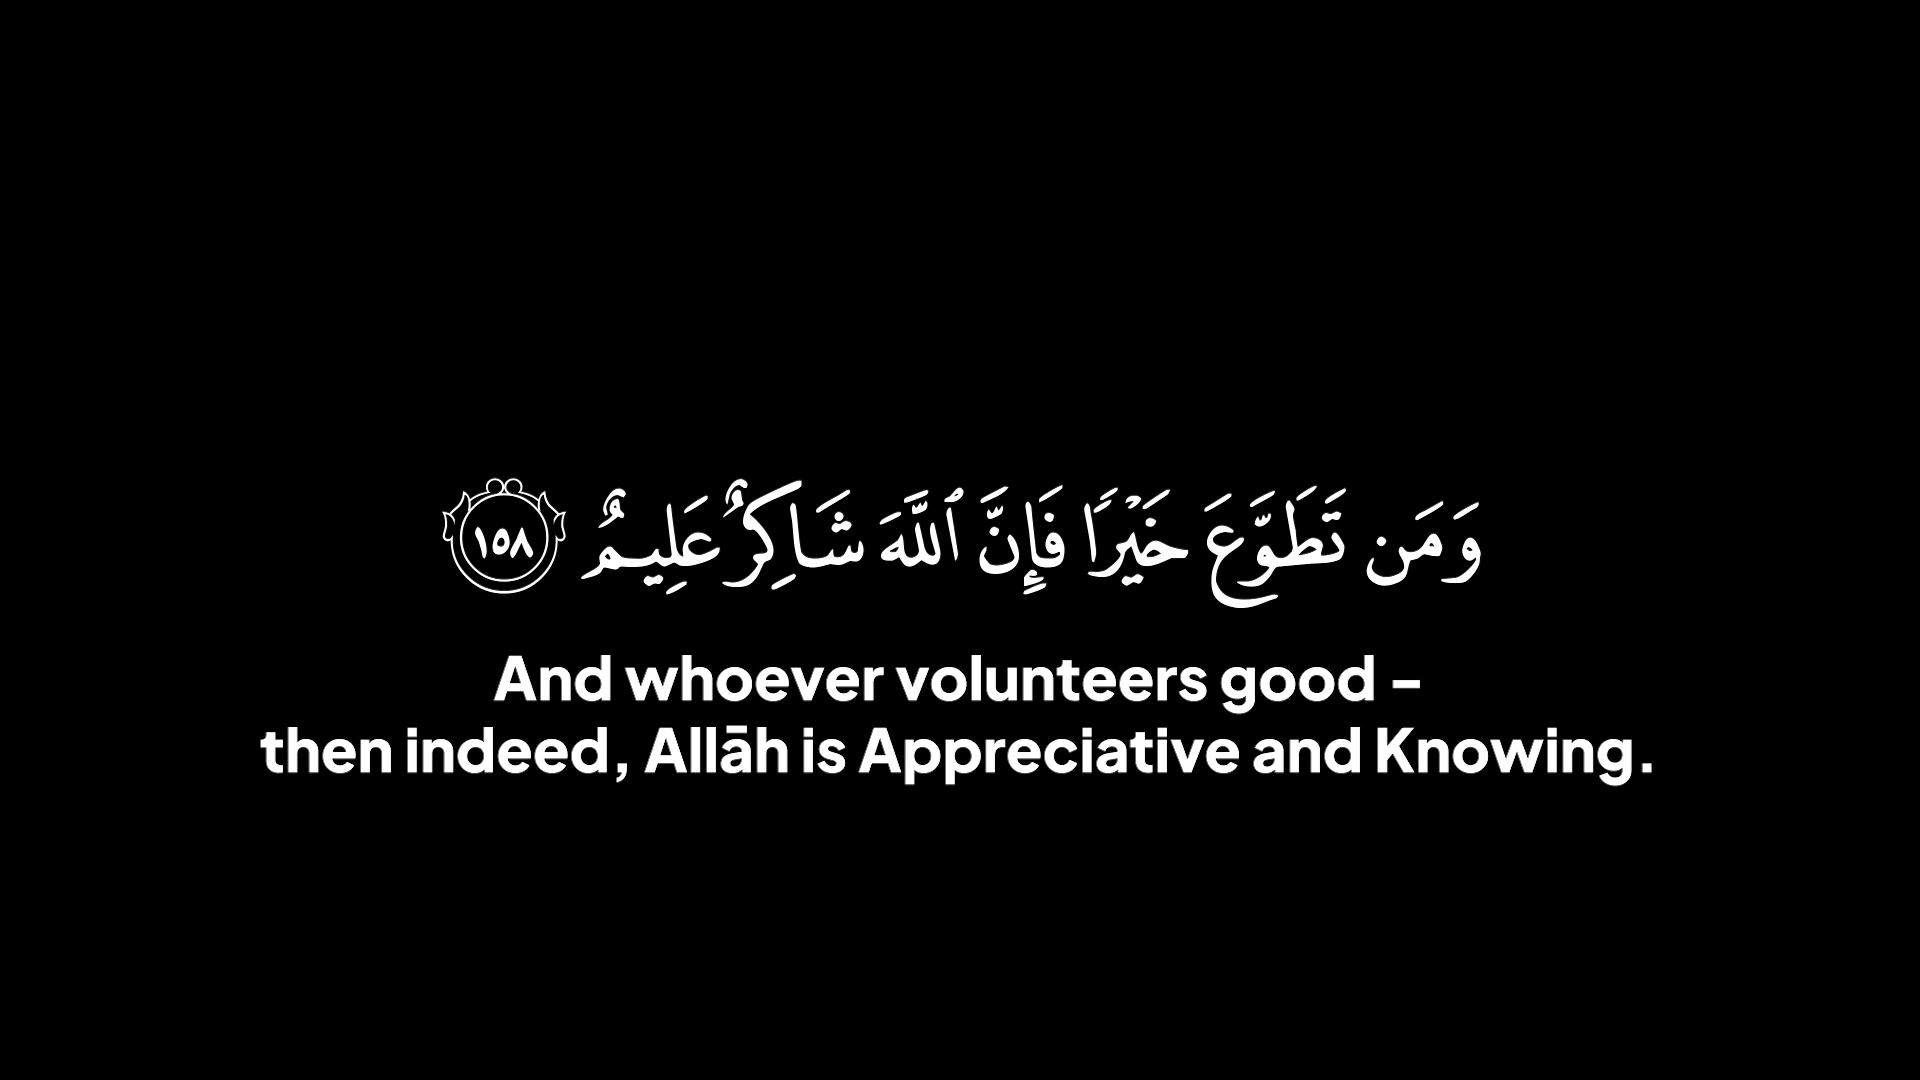 وَمَن تَطَوَّعَ خَيْرًا فَإِنَّ ٱللَّهَ شَاكِرٌ عَلِيمٌ ١٥٨
And whoever volunteers good –
then indeed, Allāh is Appreciative and Knowing.